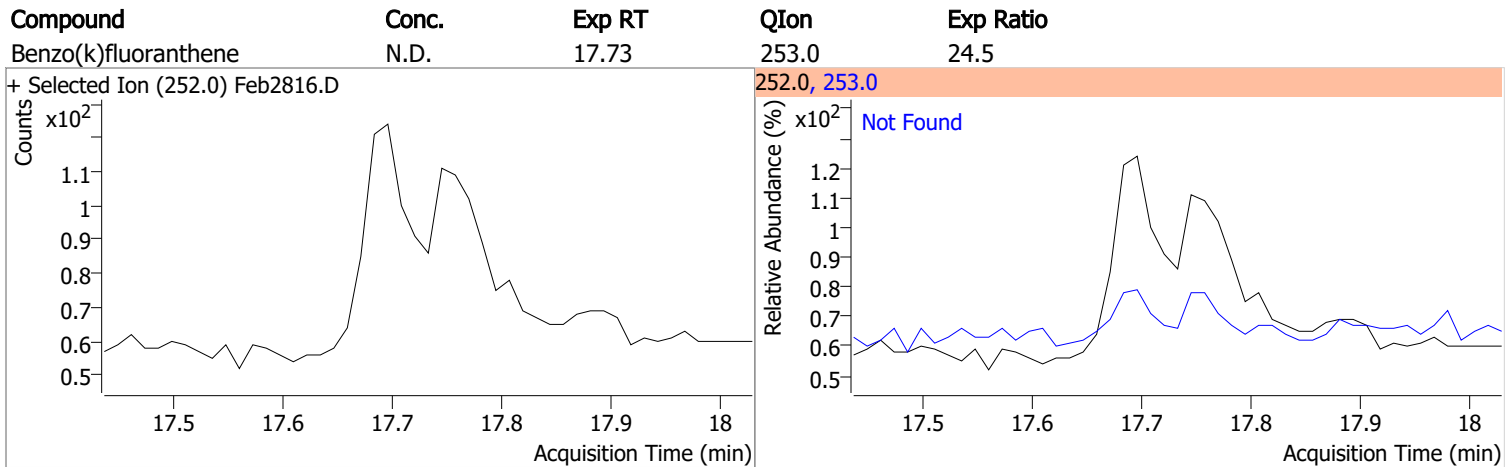 Compound Conc. Exp RT QIon Exp Ratio
Benzo(k)fluoranthene N.D. 17.73 253.0 24.5
+ Selected Ion (252.0) Feb2816.D
Counts
x10²
1.1
1
0.9
0.8
0.7
0.6
0.5
17.5 17.6 17.7 17.8 17.9 18
Acquisition Time (min)
252.0, 253.0
Relative Abundance (%)
x10²
Not Found
1.2
1.1
1
0.9
0.8
0.7
0.6
0.5
17.5 17.6 17.7 17.8 17.9 18
Acquisition Time (min)